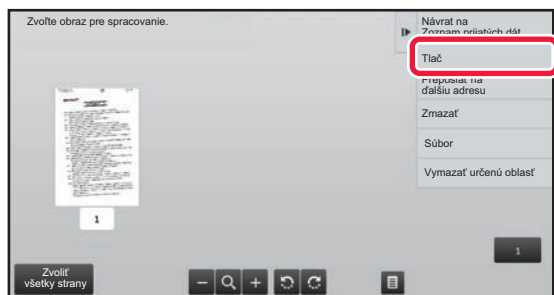 Zvoľte obraz pre spracovanie.
Návrat na
Zoznam prijatých dát
Tlač
Preposlať na
ďalšiu adresu
Zmazať
Súbor
Vymazať určenú oblasť
1
1
Zvoliť
všetky strany